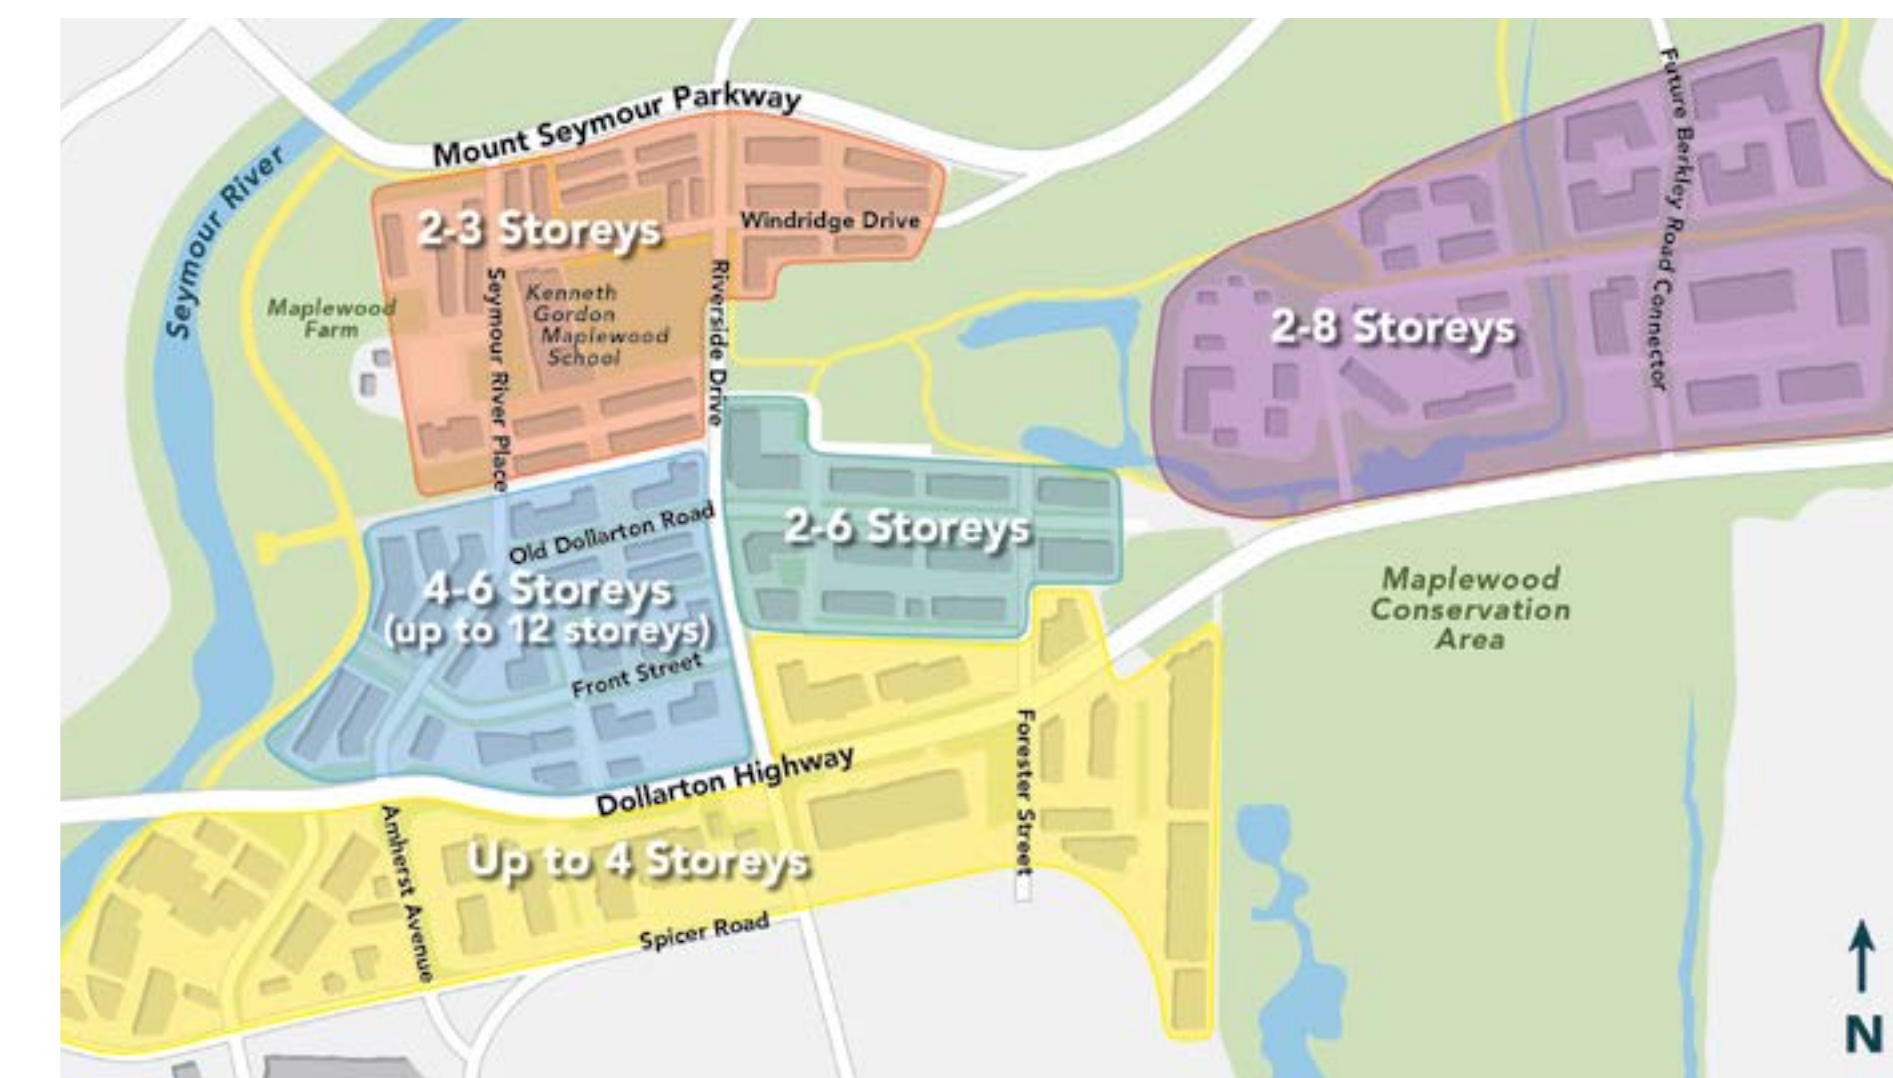 Mount Seymour Parkway
Future Berkley Road Connector
Seymour River
2-3 Storeys
Windridge Drive
Maplewood
Farm
Seymour River Place
Kenneth
Gordon
Maplewood
School
Riverside Drive
2-8 Storeys
Old Dollarton Road
2-6 Storeys
4-6 Storeys
(up to 12 storeys)
Front Street
Maplewood
Conservation
Area
Dollarton Highway
Forester Street
Amherst Avenue
Up to 4 Storeys
Spicer Road
N